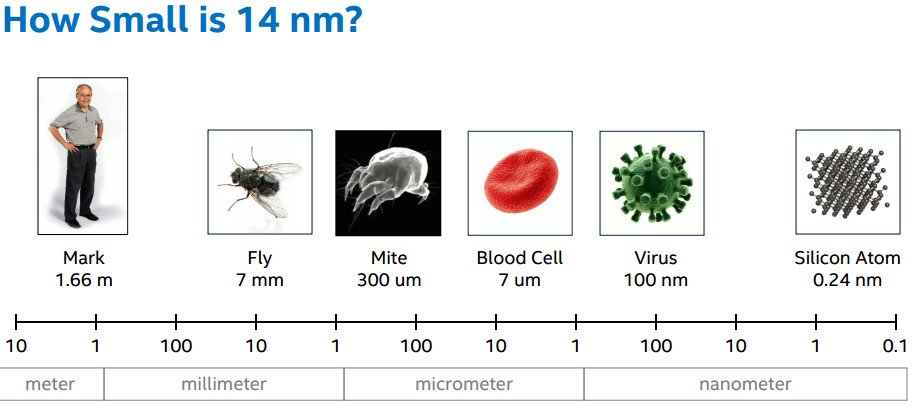 How Small is 14 nm?
Mark
1.66 m
Fly
7 mm
Mite
300 um
Blood Cell
7 um
Virus
100 nm
Silicon Atom
0.24 nm
10 1 100 10 1 100 10 1 100 10 1 0.1
meter millimeter micrometer nanometer